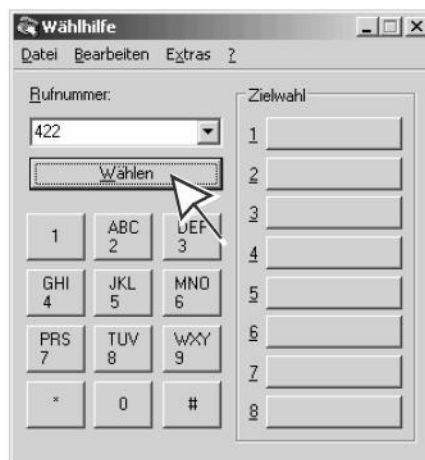 Wählhilfe
Datei Bearbeiten Extras ?
Rufnummer:
422
Wählen
1
ABC
2
DEF
3
GHI
4
JKL
5
MNO
6
PRS
7
TUV
8
WXY
9
*
0
#
Zielwahl
1
2
3
4
5
6
7
8